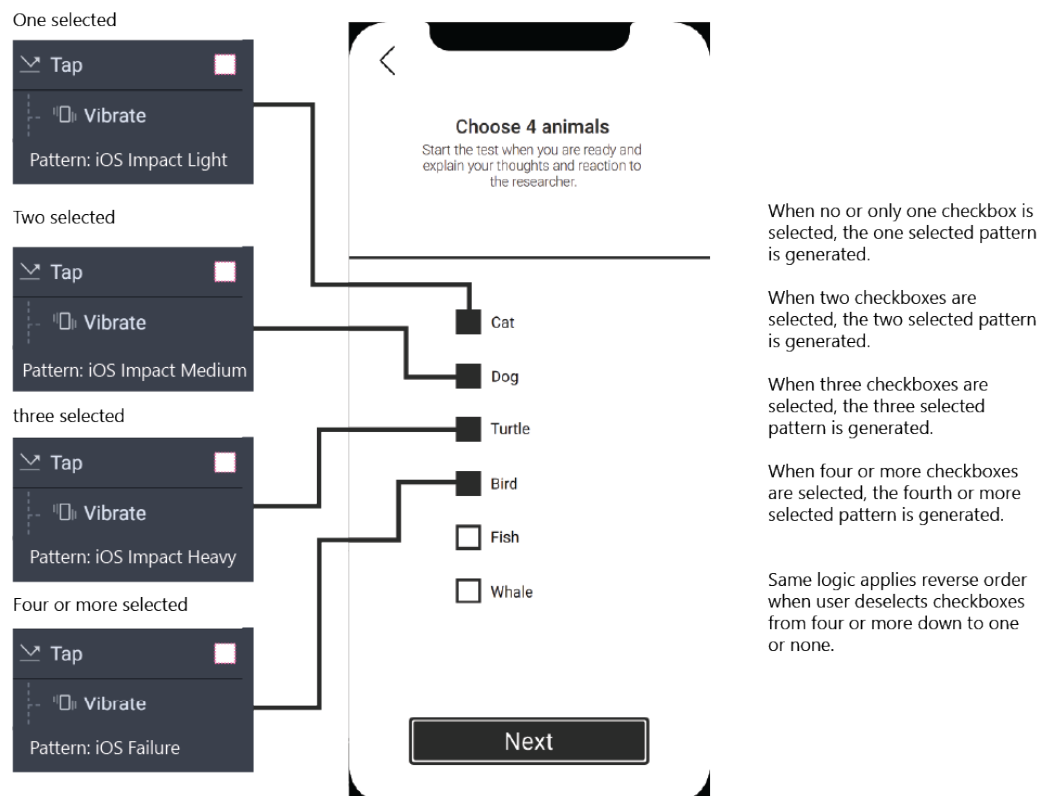 One selected
Tap
Vibrate
Pattern: iOS Impact Light
Two selected
Tap
Vibrate
Pattern: iOS Impact Medium
three selected
Tap
Vibrate
Pattern: iOS Impact Heavy
Four or more selected
Tap
Vibrate
Pattern: iOS Failure
Choose 4 animals
Start the test when you are ready and
explain your thoughts and reaction to
the researcher.
Cat
Dog
Turtle
Bird
Fish
Whale
Next
When no or only one checkbox is
selected, the one selected pattern
is generated.
When two checkboxes are
selected, the two selected pattern
is generated.
When three checkboxes are
selected, the three selected
pattern is generated.
When four or more checkboxes
are selected, the fourth or more
selected pattern is generated.
Same logic applies reverse order
when user deselects checkboxes
from four or more down to one
or none.